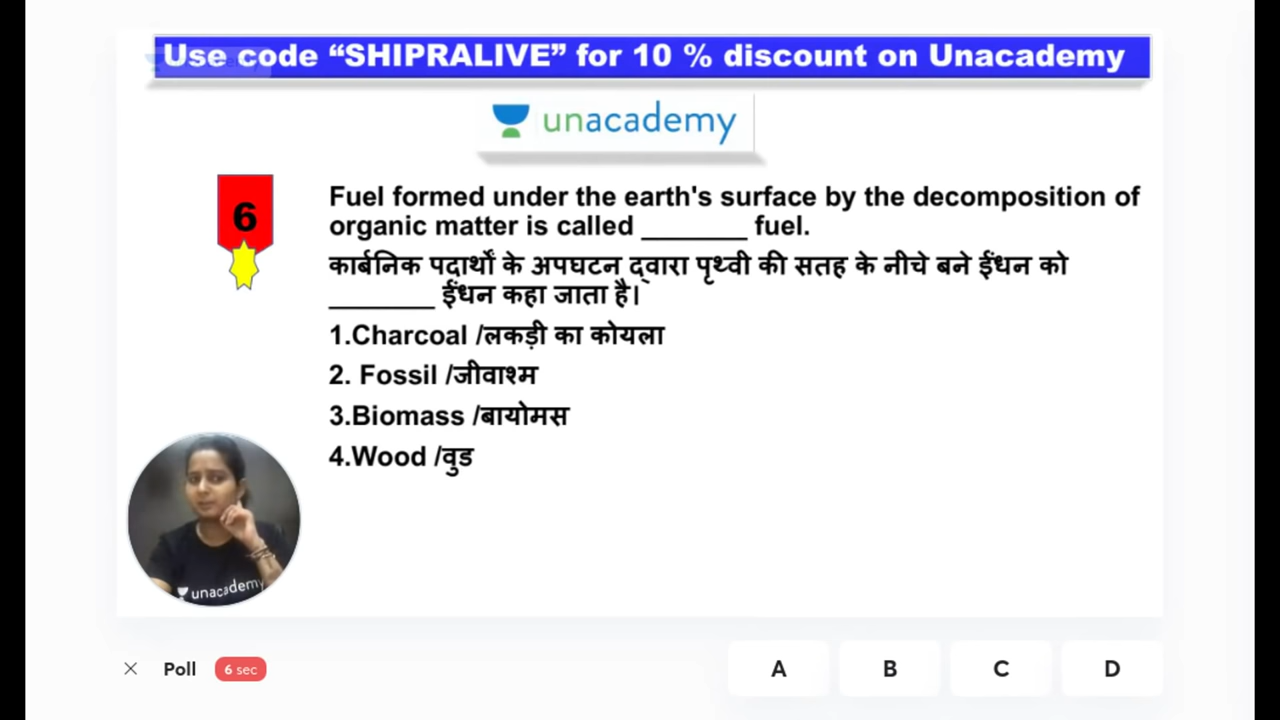 Use code “SHIPRALIVE” for 10 % discount on Unacademy
unacademy
6
Fuel formed under the earth's surface by the decomposition of
organic matter is called _______ fuel.
कार्बनिक पदार्थों के अपघटन द्वारा पृथ्वी की सतह के नीचे बने ईंधन को
_______ ईंधन कहा जाता है।
1.Charcoal /लकड़ी का कोयला
2. Fossil /जीवाश्म
3.Biomass /बायोमस
4.Wood /वुड
unacademy
Poll 6 sec A B C D